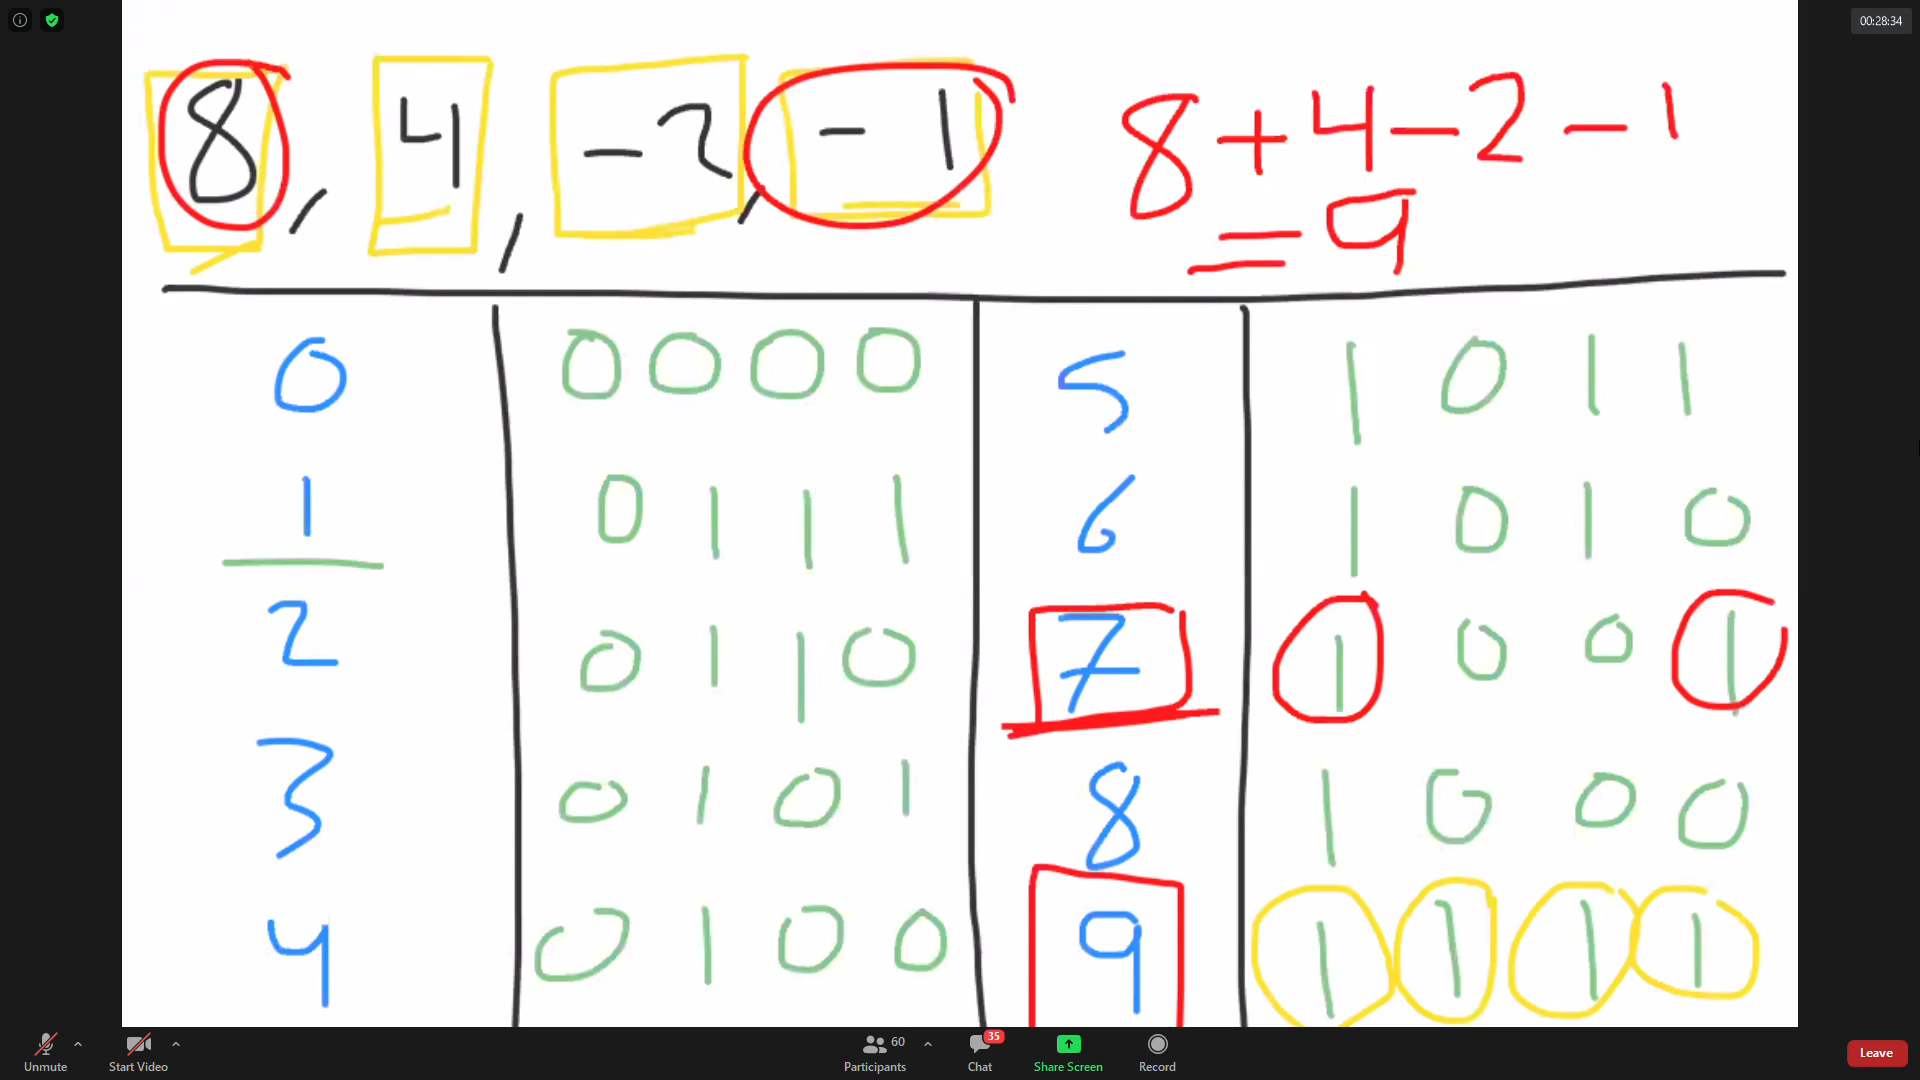 00:28:34
8, 4, -2, -1 8+4-2-1
=9
0 0000 5 1011
1 0111 6 1010
2 0110 7 1001
3 0101 8 1000
4 0100 9 1111
Unmute Start Video 60 Participants 35 Chat Share Screen Record Leave